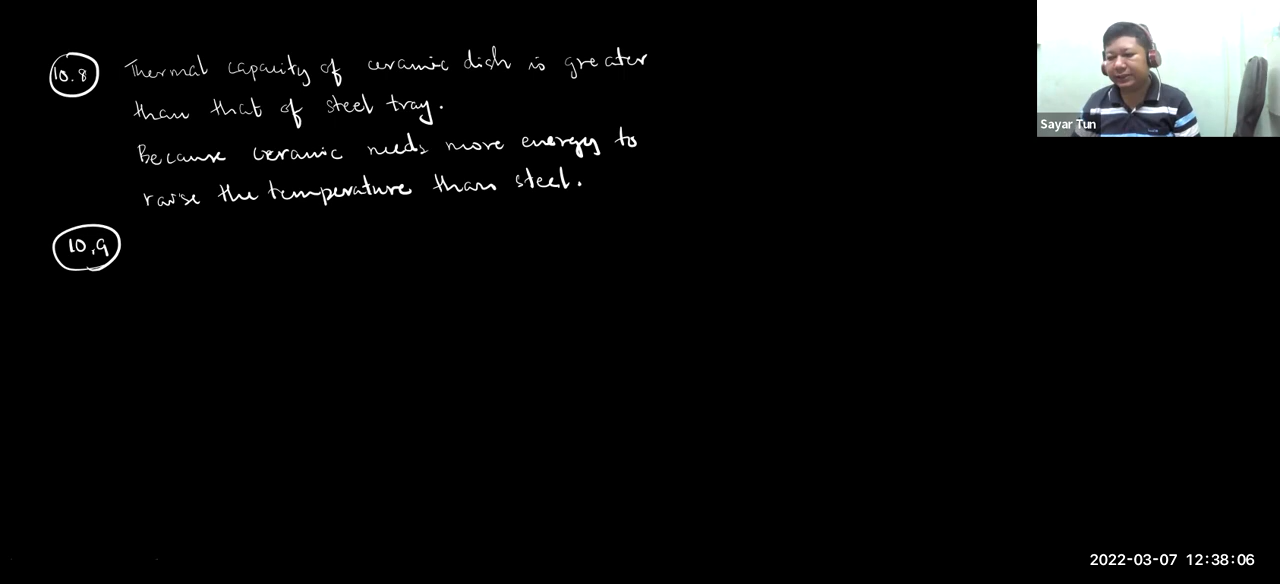 10.8 Thermal capacity of ceramic dish is greater
than that of steel tray.
Because ceramic needs more energy to
raise the temperature than steel.
10.9
Sayar Tun
2022-03-07 12:38:06